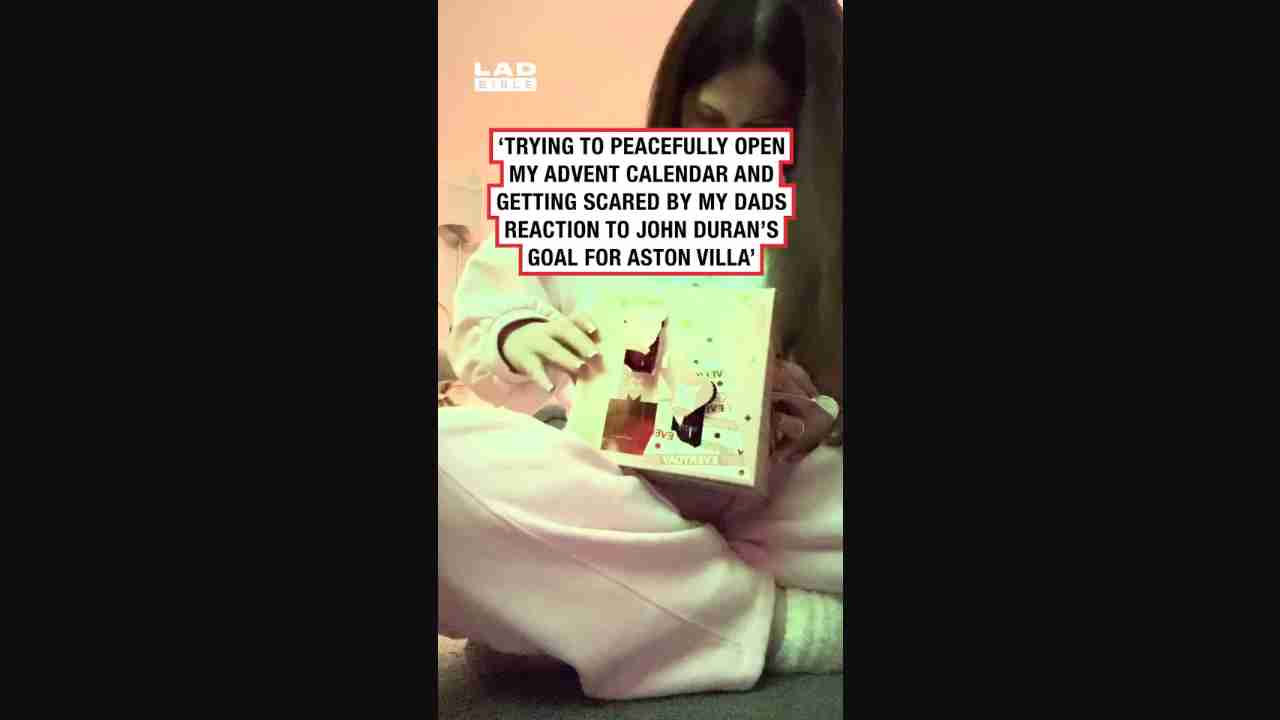 LAD
BIBLE
‘TRYING TO PEACEFULLY OPEN
MY ADVENT CALENDAR AND
GETTING SCARED BY MY DADS
REACTION TO JOHN DURAN’S
GOAL FOR ASTON VILLA’